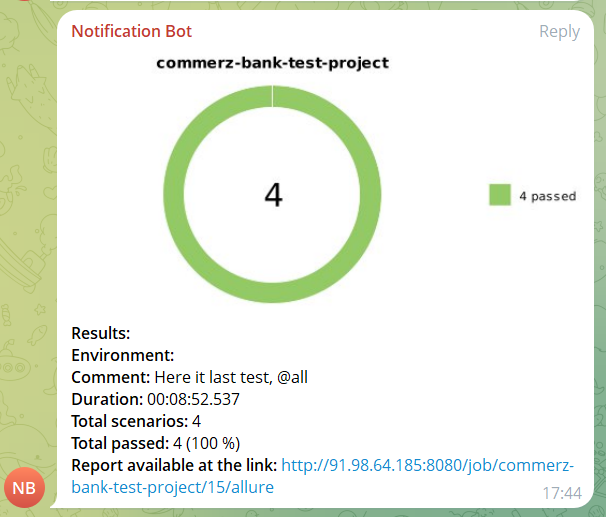 Notification Bot
Reply
commerz-bank-test-project
4
4 passed
Results:
Environment:
Comment: Here it last test, @all
Duration: 00:08:52.537
Total scenarios: 4
Total passed: 4 (100 %)
Report available at the link: http://91.98.64.185:8080/job/commerz-
bank-test-project/15/allure
NB
17:44